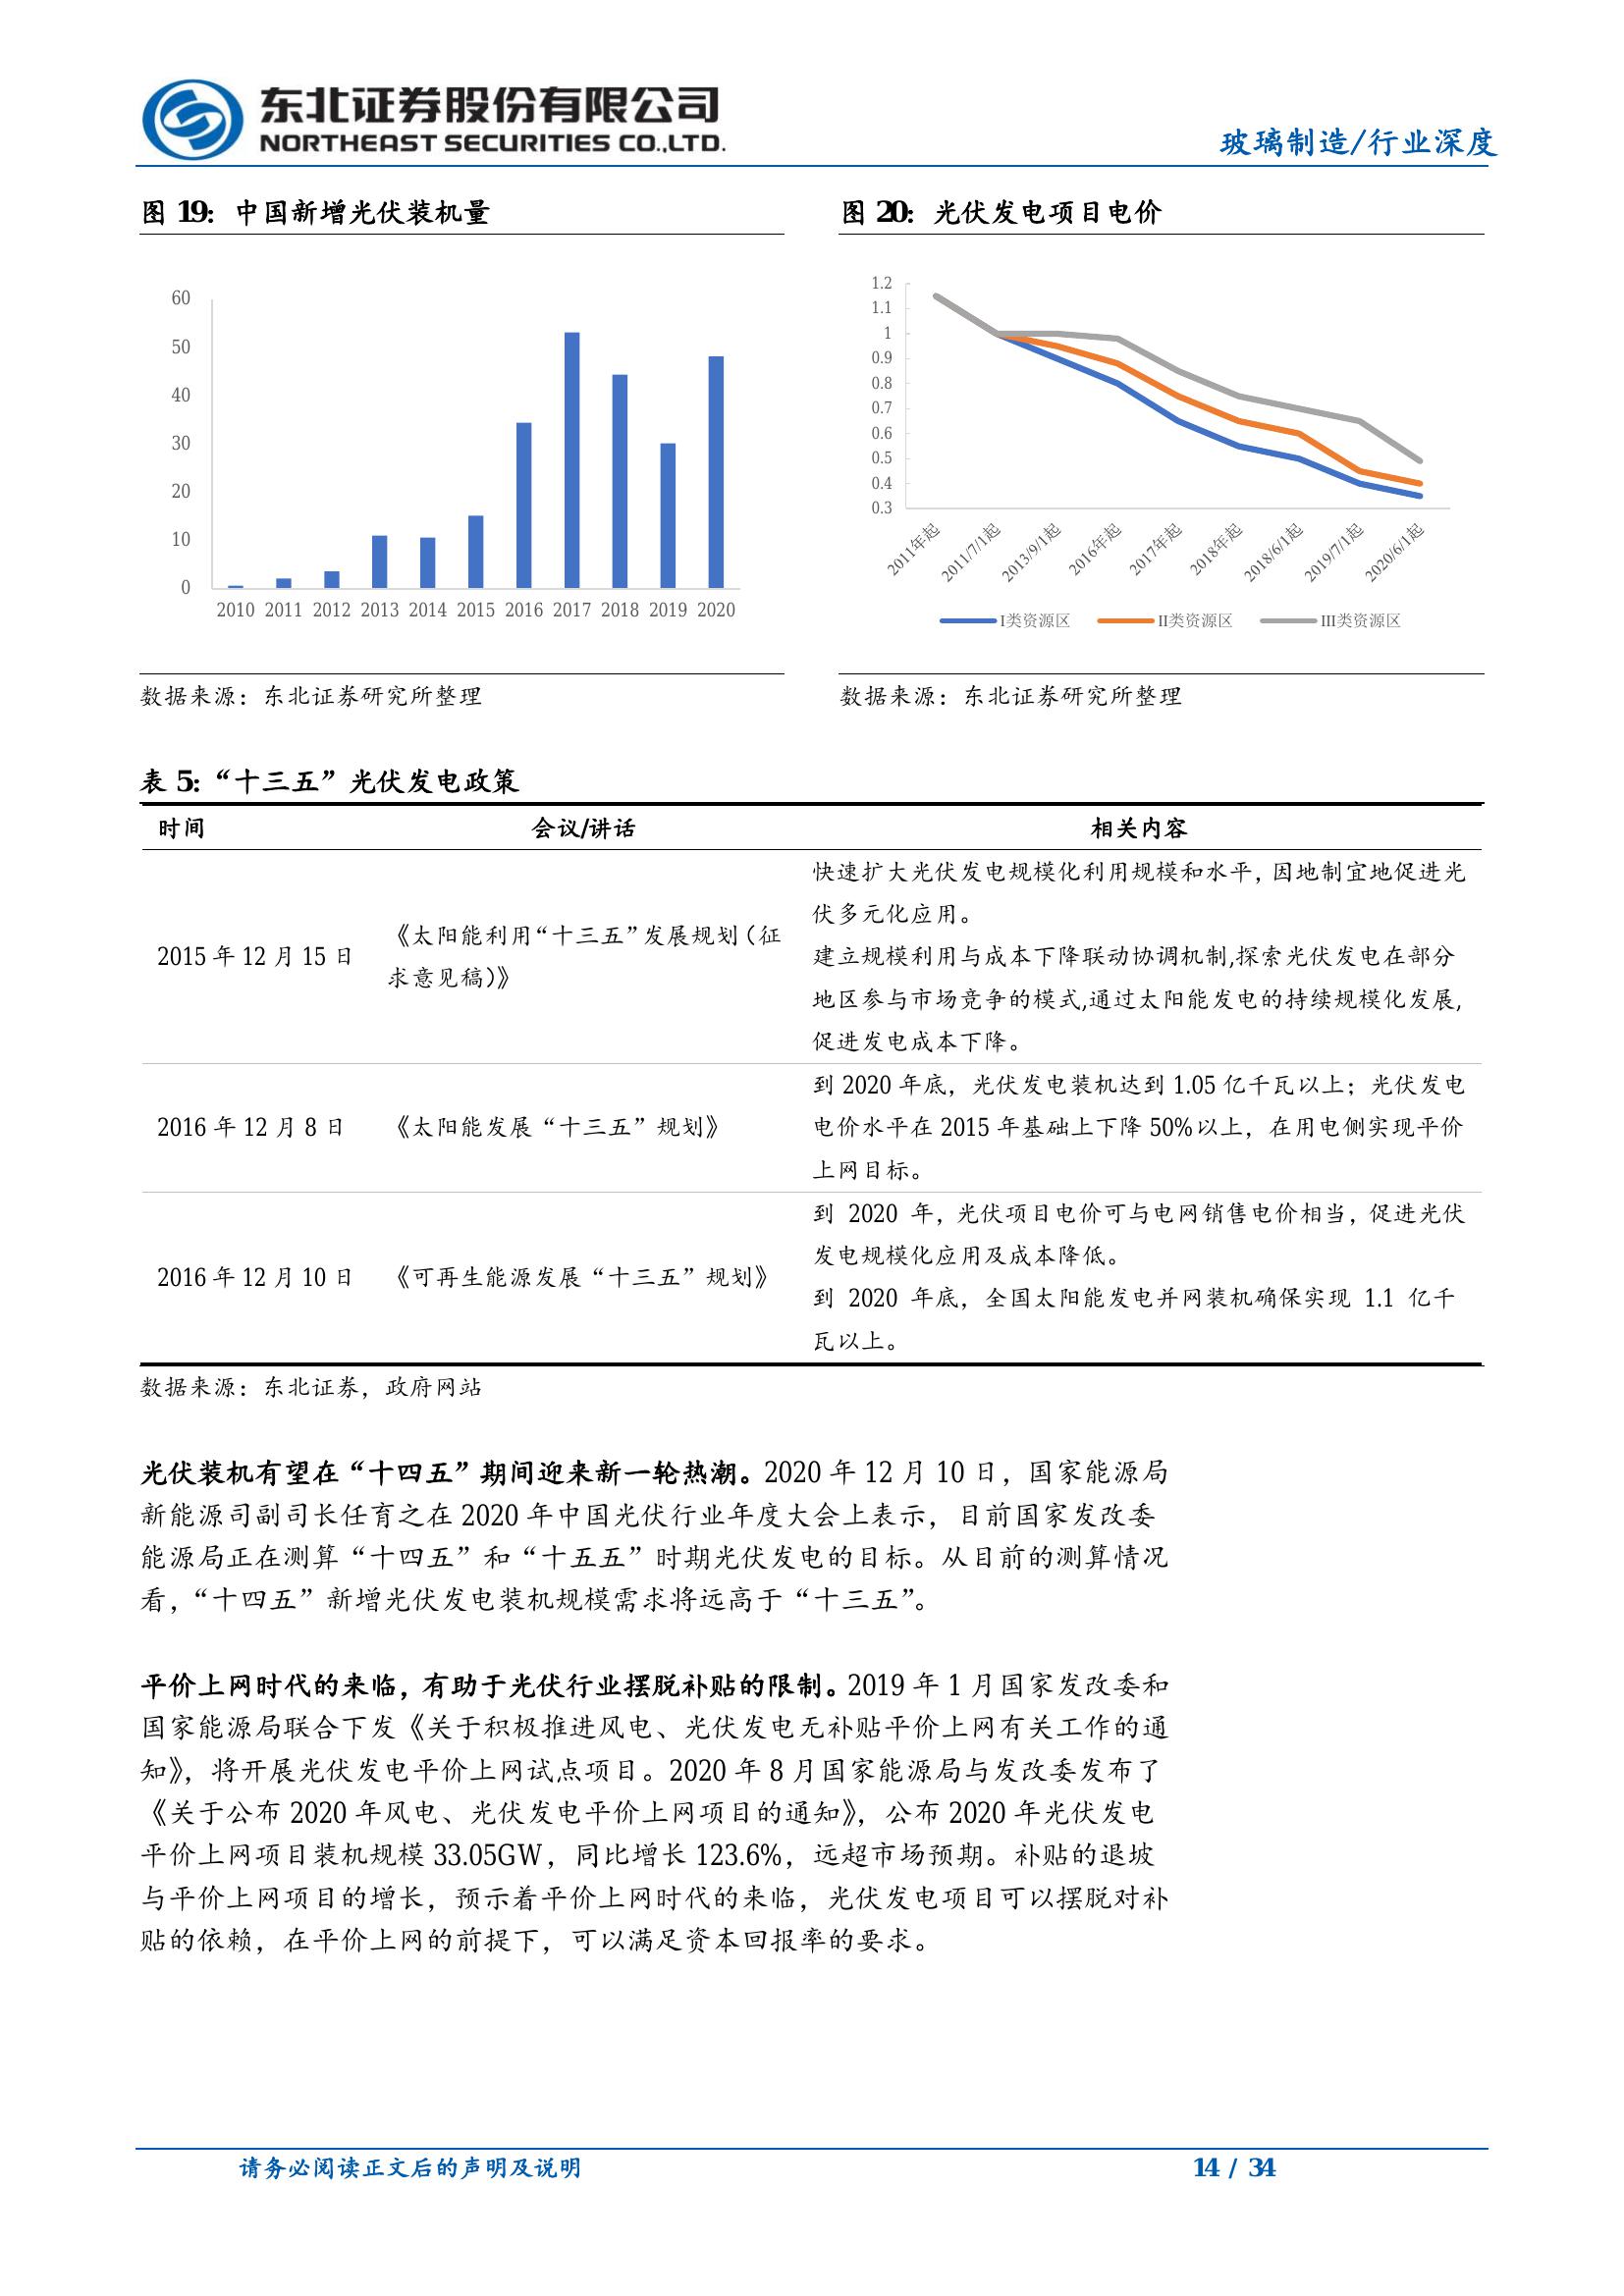 东北证券股份有限公司
NORTHEAST SECURITIES CO.,LTD.
玻璃制造/行业深度
图 19：中国新增光伏装机量
60
50
40
30
20
10
0
2010 2011 2012 2013 2014 2015 2016 2017 2018 2019 2020
数据来源：东北证券研究所整理
图 20：光伏发电项目电价
1.2
1.1
1
0.9
0.8
0.7
0.6
0.5
0.4
0.3
2011年起 2011/7/1起 2013/9/1起 2016年起 2017年起 2018年起 2018/6/1起 2019/7/1起 2020/6/1起
I类资源区 II类资源区 III类资源区
数据来源：东北证券研究所整理
表 5:“十三五”光伏发电政策
时间 会议/讲话 相关内容
2015 年 12 月 15 日
《太阳能利用“十三五”发展规划（征
求意见稿)》
快速扩大光伏发电规模化利用规模和水平，因地制宜地促进光
伏多元化应用。
建立规模利用与成本下降联动协调机制,探索光伏发电在部分
地区参与市场竞争的模式,通过太阳能发电的持续规模化发展,
促进发电成本下降。
2016 年 12 月 8 日
《太阳能发展“十三五”规划》
到 2020 年底，光伏发电装机达到 1.05 亿千瓦以上；光伏发电
电价水平在 2015 年基础上下降 50%以上，在用电侧实现平价
上网目标。
2016 年 12 月 10 日
《可再生能源发展“十三五”规划》
到 2020 年，光伏项目电价可与电网销售电价相当，促进光伏
发电规模化应用及成本降低。
到 2020 年底，全国太阳能发电并网装机确保实现 1.1 亿千
瓦以上。
数据来源：东北证券，政府网站
光伏装机有望在“十四五”期间迎来新一轮热潮。2020 年 12 月 10 日，国家能源局
新能源司副司长任育之在 2020 年中国光伏行业年度大会上表示，目前国家发改委
能源局正在测算“十四五”和“十五五”时期光伏发电的目标。从目前的测算情况
看，“十四五”新增光伏发电装机规模需求将远高于“十三五”。
平价上网时代的来临，有助于光伏行业摆脱补贴的限制。2019 年 1 月国家发改委和
国家能源局联合下发《关于积极推进风电、光伏发电无补贴平价上网有关工作的通
知》，将开展光伏发电平价上网试点项目。2020 年 8 月国家能源局与发改委发布了
《关于公布 2020 年风电、光伏发电平价上网项目的通知》，公布 2020 年光伏发电
平价上网项目装机规模 33.05GW，同比增长 123.6%，远超市场预期。补贴的退坡
与平价上网项目的增长，预示着平价上网时代的来临，光伏发电项目可以摆脱对补
贴的依赖，在平价上网的前提下，可以满足资本回报率的要求。
请务必阅读正文后的声明及说明
14 / 34